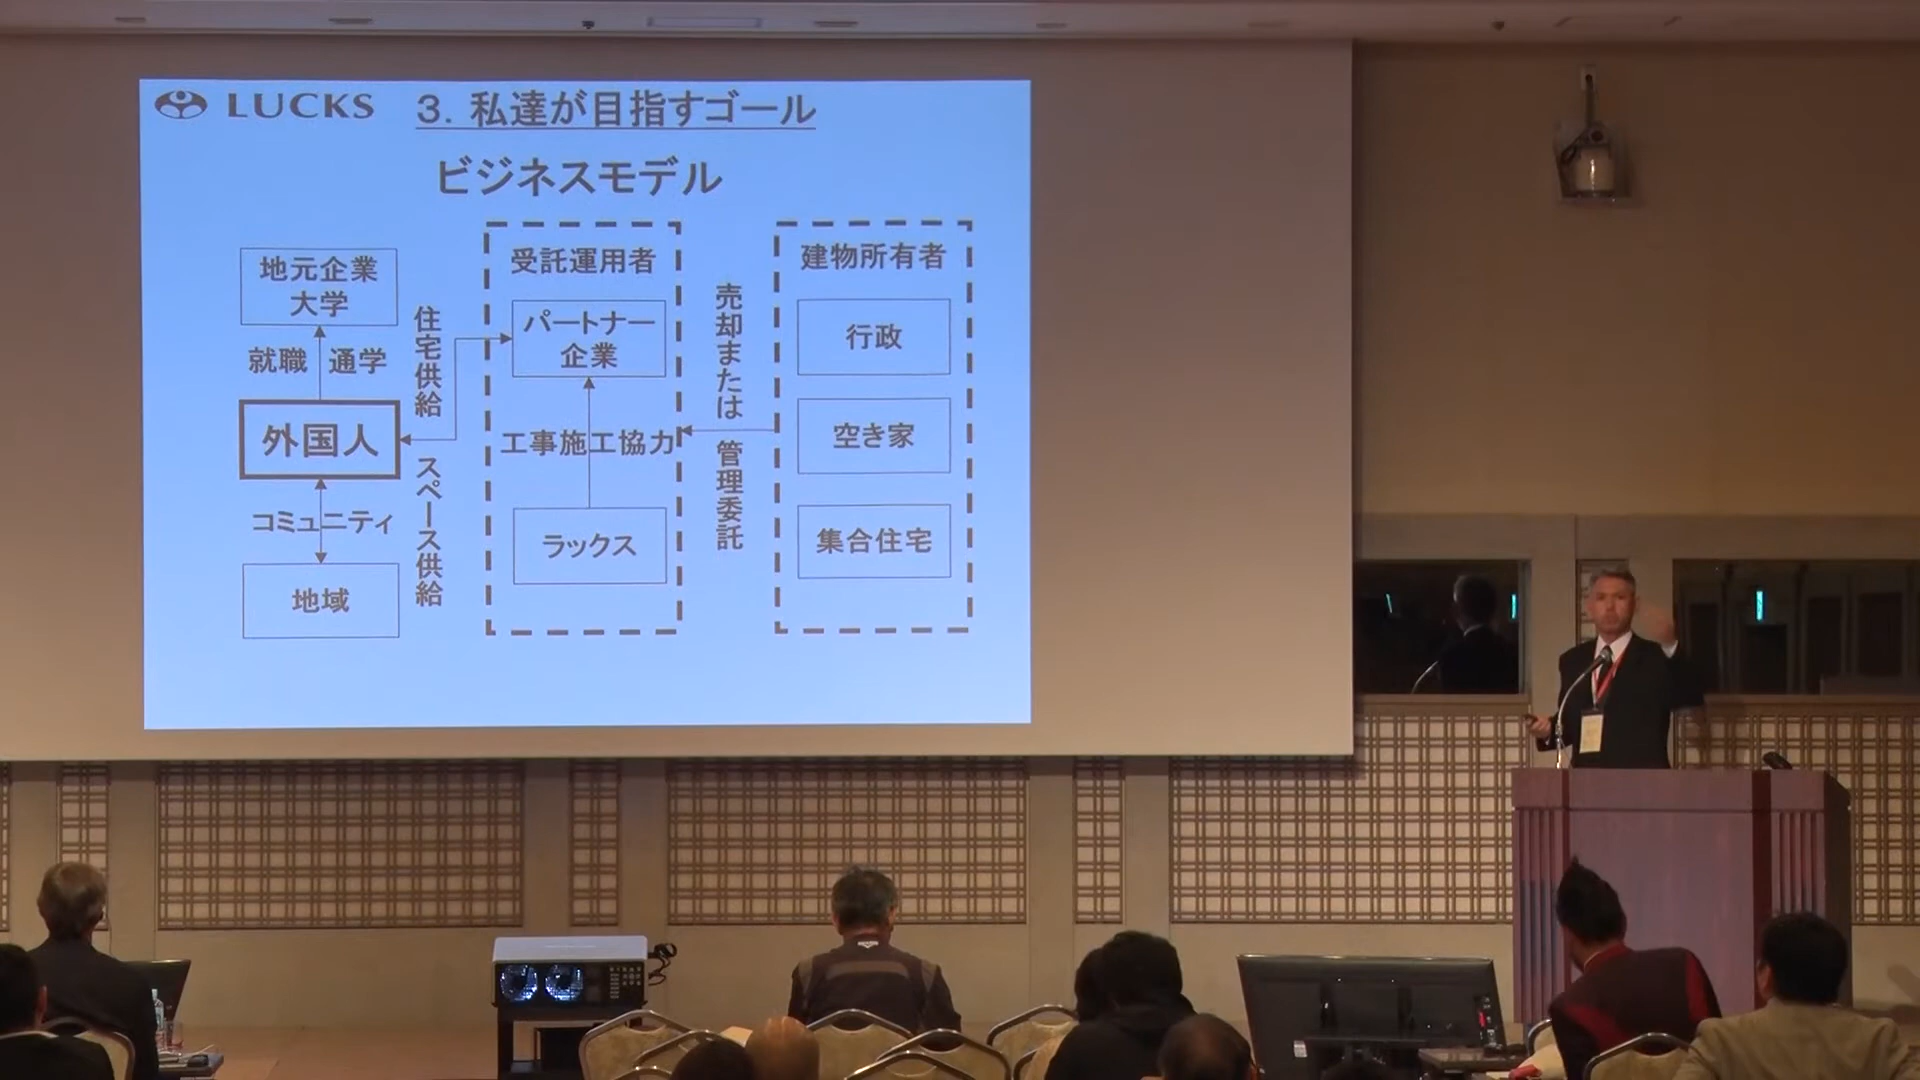 LUCKS
3. 私達が目指すゴール
ビジネスモデル
地元企業
大学
就職 通学
外国人
コミュニティ
地域
住宅供給
スペース供給
受託運用者
パートナー
企業
工事施工協力
ラックス
売却または
管理委託
建物所有者
行政
空き家
集合住宅